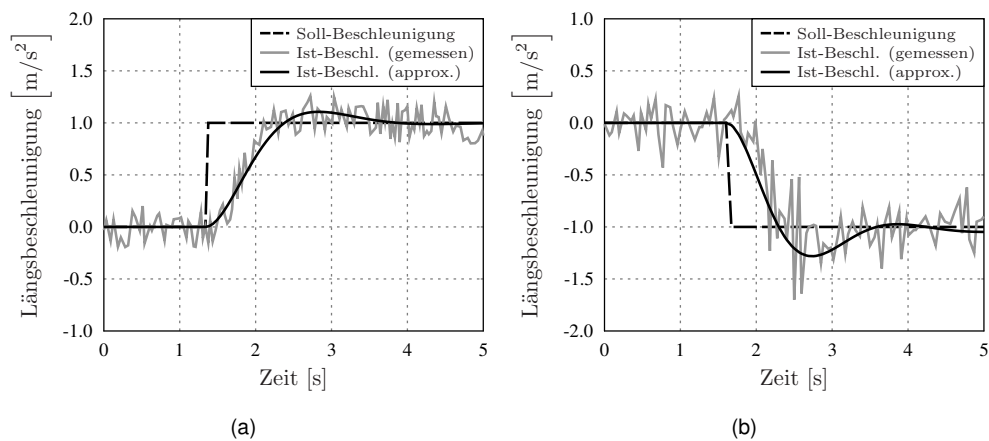 Soll-Beschleunigung
Ist-Beschl. (gemessen)
Ist-Beschl. (approx.)
Längsbeschleunigung [m/s²]
2.0
1.5
1.0
0.5
0.0
-0.5
-1.0
0 1 2 3 4 5
Zeit [s]
(a)
Soll-Beschleunigung
Ist-Beschl. (gemessen)
Ist-Beschl. (approx.)
Längsbeschleunigung [m/s²]
1.0
0.5
0.0
-0.5
-1.0
-1.5
-2.0
0 1 2 3 4 5
Zeit [s]
(b)